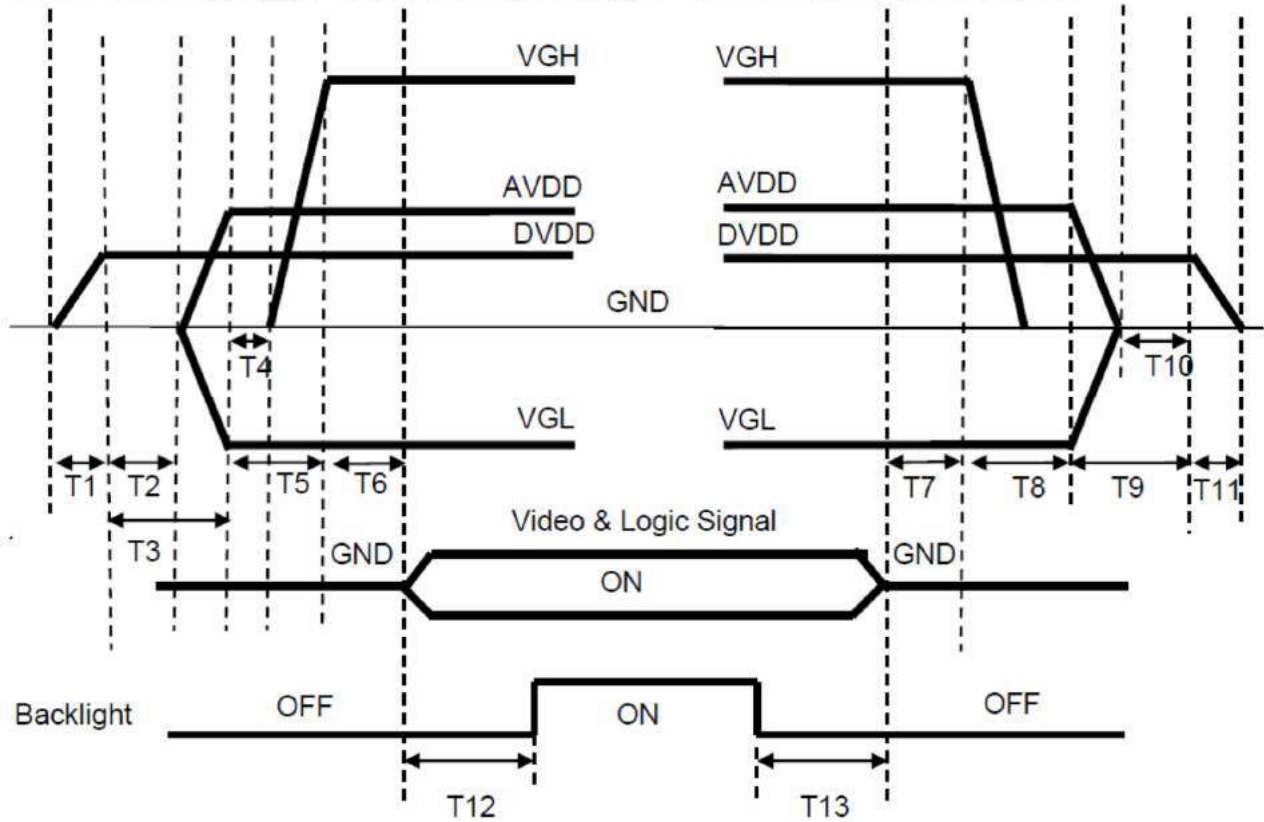 VGH VGH
AVDD AVDD
DVDD DVDD
GND
T4 T10
VGL VGL
T1 T2 T5 T6 T7 T8 T9 T11
T3
Video & Logic Signal
GND GND
ON
Backlight OFF ON OFF
T12 T13